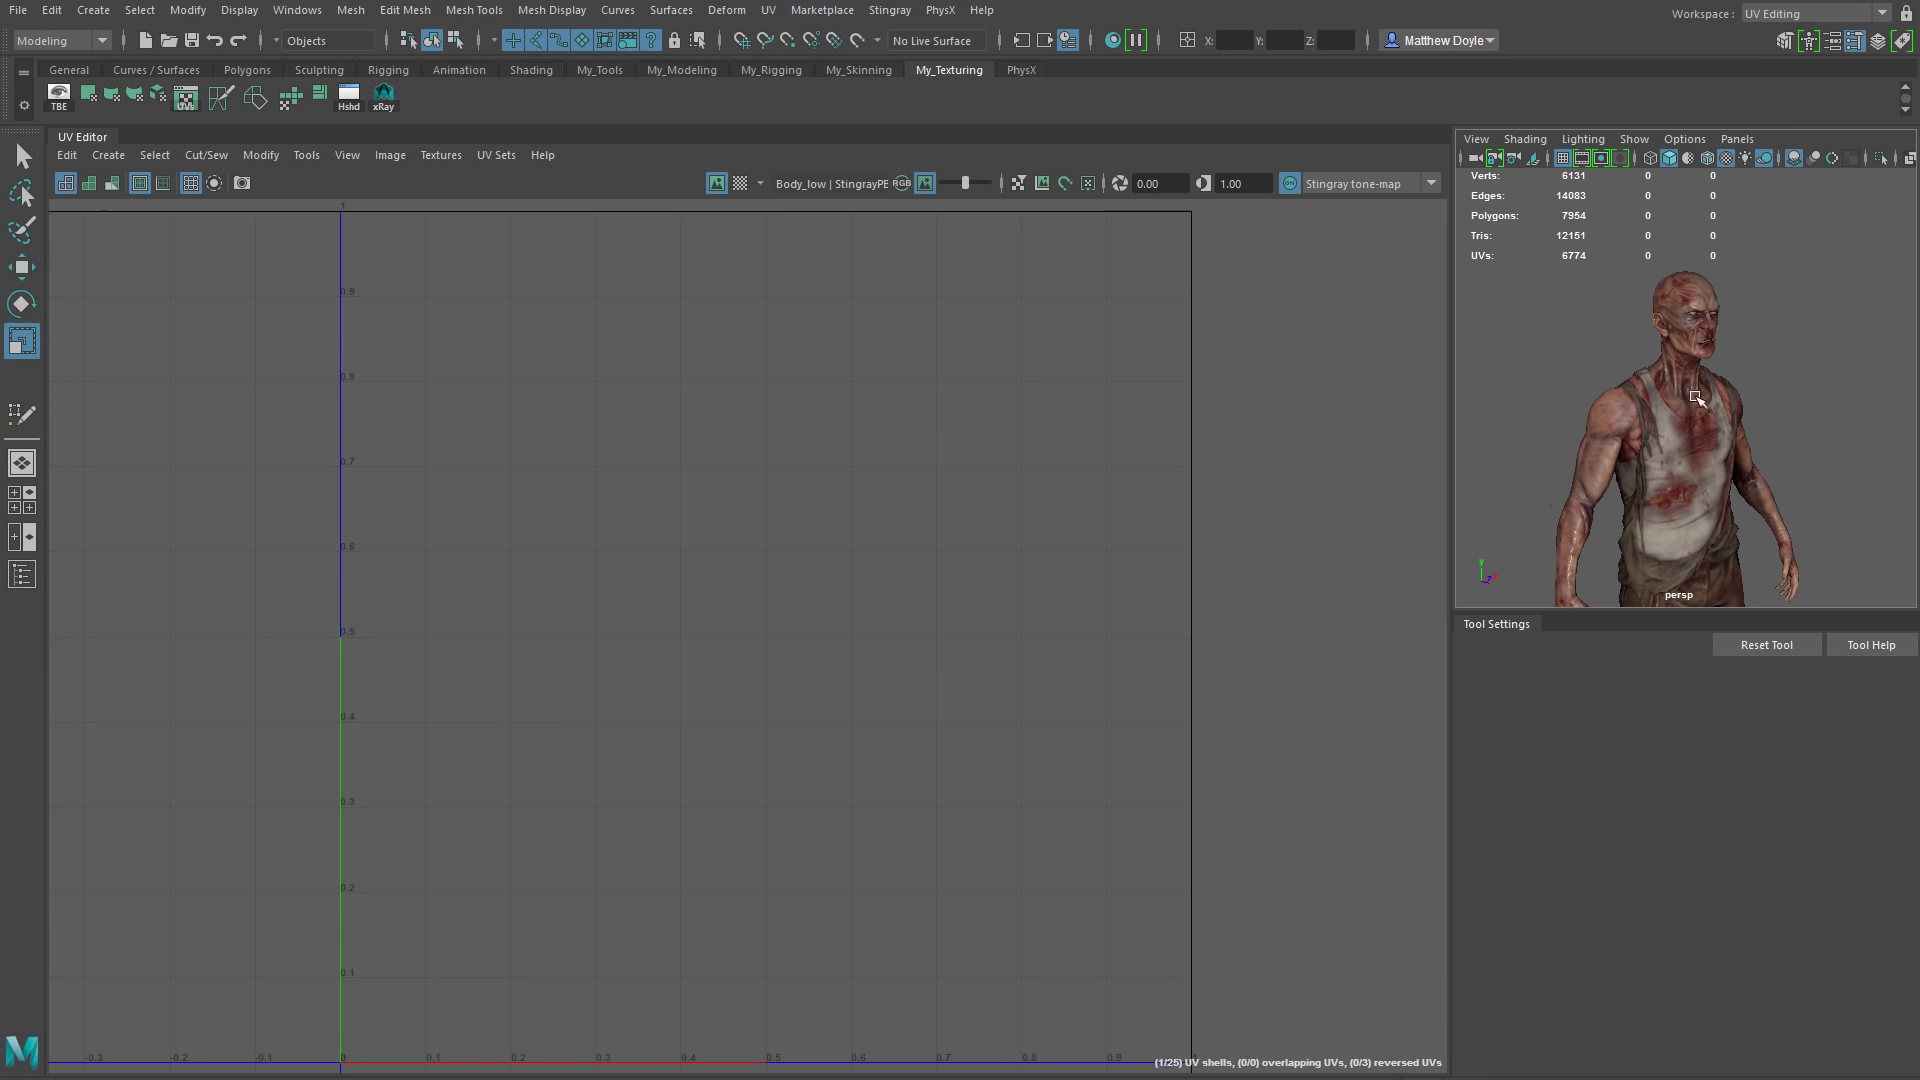 File Edit Create Select Modify Display Windows Mesh Edit Mesh Mesh Tools Mesh Display Curves Surfaces Deform UV Marketplace Stingray PhysX Help
Workspace : UV Editing
Modeling Objects No Live Surface X: Y: Z: Matthew Doyle
General Curves / Surfaces Polygons Sculpting Rigging Animation Shading My_Tools My_Modeling My_Rigging My_Skinning My_Texturing PhysX
TBE UVs Hshd xRay
UV Editor
Edit Create Select Cut/Sew Modify Tools View Image Textures UV Sets Help
Body_low | StingrayPE RGB 0.00 1.00 ON Stingray tone-map
View Shading Lighting Show Options Panels
Verts: 6131 0 0
Edges: 14083 0 0
Polygons: 7954 0 0
Tris: 12151 0 0
UVs: 6774 0 0
1
0.9
0.8
0.7
0.6
0.5
0.4
0.3
0.2
0.1
-0.3 -0.2 -0.1 0 0.1 0.2 0.3 0.4 0.5 0.6 0.7 0.8 0.9
(1/25) UV shells, (0/0) overlapping UVs, (0/3) reversed UVs
y
z
persp
Tool Settings
Reset Tool Tool Help
M